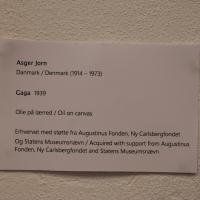 Asger Jorn
Danmark / Denmark (1914 – 1973)
Gaga 1939
Olie på lærred / Oil on canvas
Erhvervet med støtte fra Augustinus Fonden, Ny Carlsbergfondet
Og Statens Museumsnævn / Acquired with support from Augustinus
Fonden, Ny Carlsbergfondet and Statens Museumsnævn